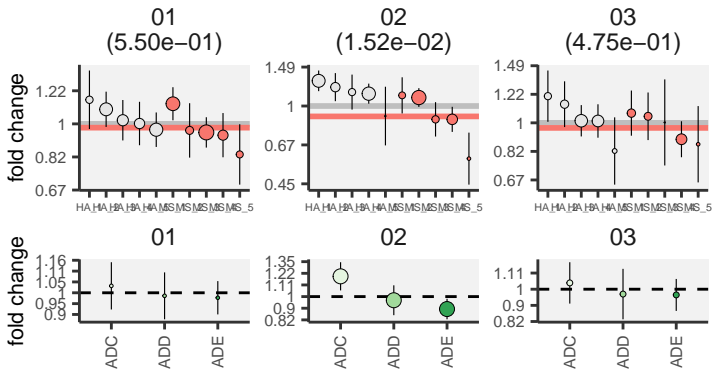 01
(5.50e−01)
02
(1.52e−02)
03
(4.75e−01)
fold change
1.22
1
0.82
0.67
1.49
1
0.67
0.45
1.49
1.22
1
0.82
0.67
01
02
03
fold change
1.16
1.11
1.05
1
0.95
0.9
1.35
1.22
1.11
1
0.9
0.82
1.11
1
0.9
0.82
ADC
ADD
ADE
ADC
ADD
ADE
ADC
ADD
ADE